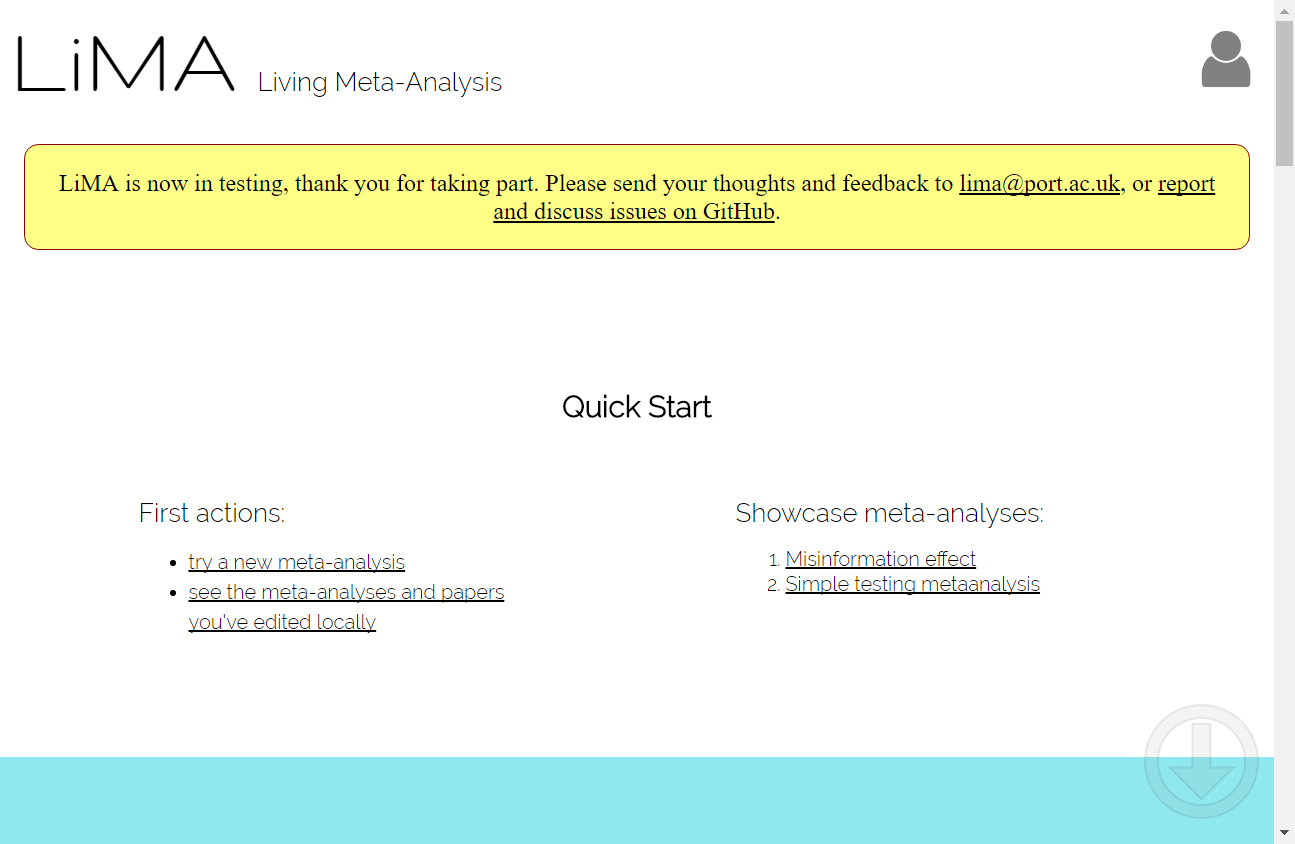 LiMA Living Meta-Analysis
LiMA is now in testing, thank you for taking part. Please send your thoughts and feedback to lima@port.ac.uk, or report
and discuss issues on GitHub.
Quick Start
First actions:
• try a new meta-analysis
• see the meta-analyses and papers
you've edited locally
Showcase meta-analyses:
1. Misinformation effect
2. Simple testing metaanalysis